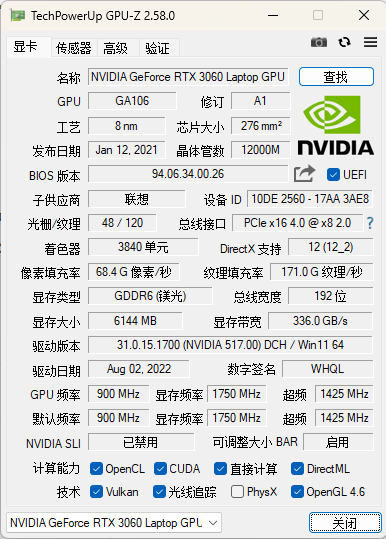 TechPowerUp GPU-Z 2.58.0
显卡 传感器 高级 验证
名称 NVIDIA GeForce RTX 3060 Laptop GPU 查找
GPU GA106 修订 A1
工艺 8 nm 芯片大小 276 mm²
发布日期 Jan 12, 2021 晶体管数 12000M
NVIDIA
BIOS 版本 94.06.34.00.26 UEFI
子供应商 联想 设备 ID 10DE 2560 - 17AA 3AE8
光栅/纹理 48 / 120 总线接口 PCIe x16 4.0 @ x8 2.0 ?
着色器 3840 单元 DirectX 支持 12 (12_2)
像素填充率 68.4 G 像素/秒 纹理填充率 171.0 G 纹理/秒
显存类型 GDDR6 (镁光) 总线宽度 192 位
显存大小 6144 MB 显存带宽 336.0 GB/s
驱动版本 31.0.15.1700 (NVIDIA 517.00) DCH / Win11 64
驱动日期 Aug 02, 2022 数字签名 WHQL
GPU 频率 900 MHz 显存频率 1750 MHz 超频 1425 MHz
默认频率 900 MHz 显存频率 1750 MHz 超频 1425 MHz
NVIDIA SLI 已禁用 可调整大小 BAR 启用
计算能力 OpenCL CUDA 直接计算 DirectML
技术 Vulkan 光线追踪 PhysX OpenGL 4.6
NVIDIA GeForce RTX 3060 Laptop GPU 关闭